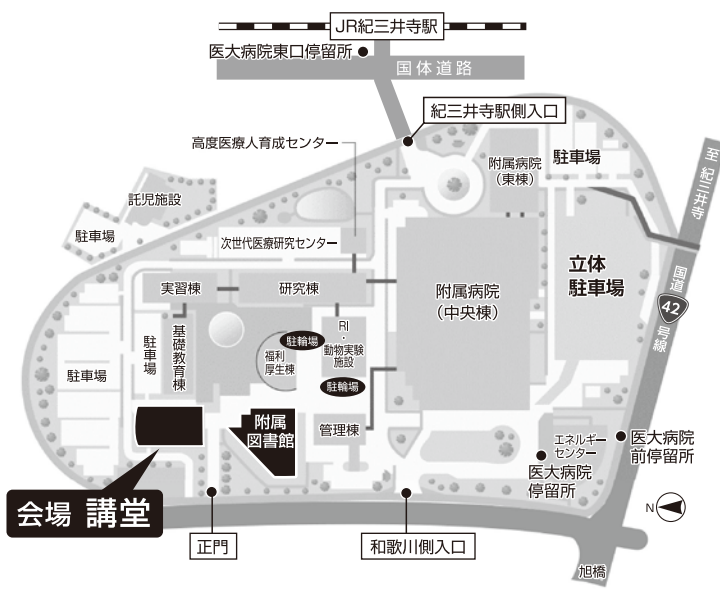 JR紀三井寺駅
医大病院東口停留所
国体道路
紀三井寺駅側入口
高度医療人育成センター
附属病院
（東棟）
駐車場
至 紀三井寺
託児施設
駐車場
次世代医療研究センター
立体
駐車場
実習棟
研究棟
附属病院
（中央棟）
国道
42
号線
RI
・
動物実験
施設
駐輪場
福利
厚生棟
基礎教育棟
駐車場
駐車場
駐輪場
附属
図書館
管理棟
エネルギー
センター
医大病院
前停留所
医大病院
停留所
会場 講堂
N
正門
和歌川側入口
旭橋